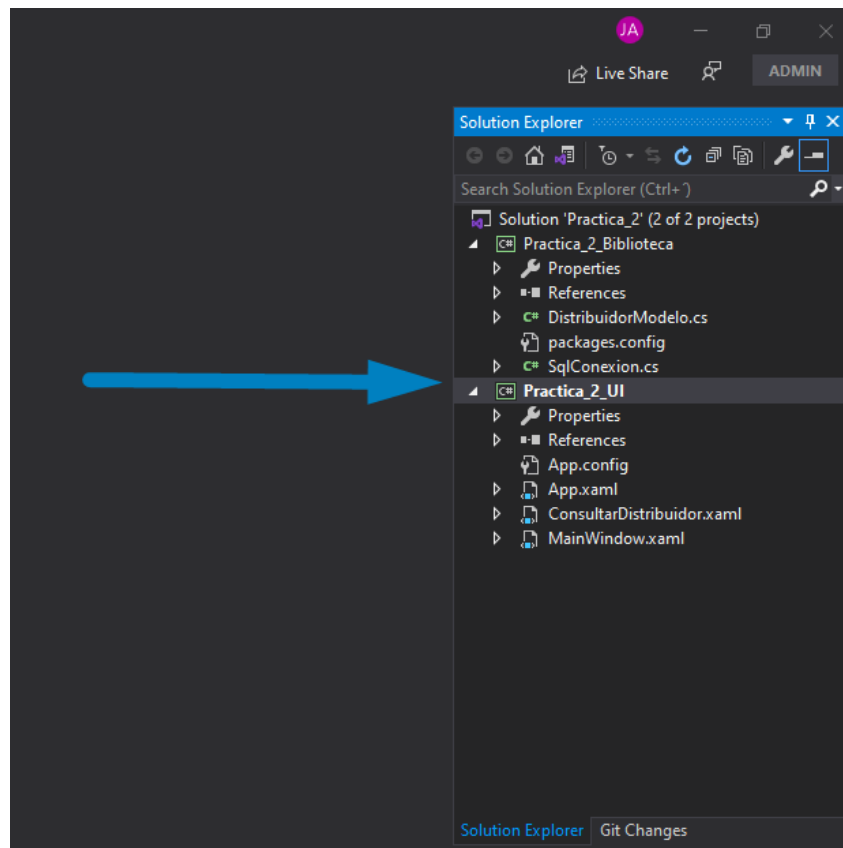 JA
Live Share
ADMIN
Solution Explorer
Search Solution Explorer (Ctrl+´)
Solution 'Practica_2' (2 of 2 projects)
C# Practica_2_Biblioteca
Properties
References
C# DistribuidorModelo.cs
packages.config
C# SqlConexion.cs
C# Practica_2_UI
Properties
References
App.config
App.xaml
ConsultarDistribuidor.xaml
MainWindow.xaml
Solution Explorer Git Changes